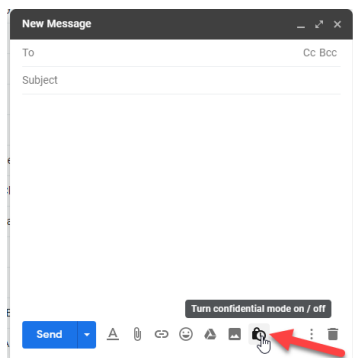 New Message
To Cc Bcc
Subject
Turn confidential mode on / off
Send